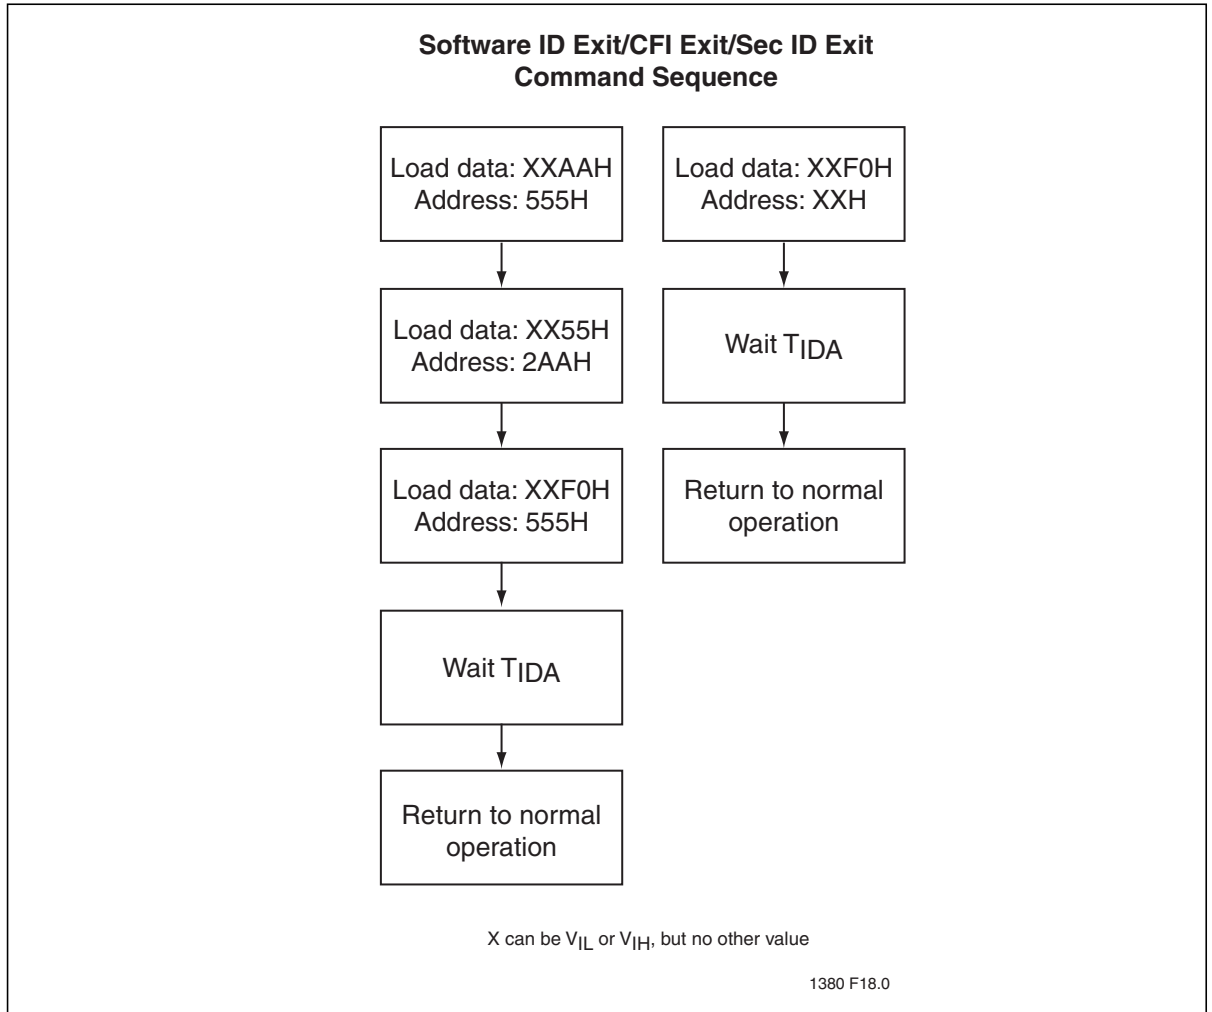 Software ID Exit/CFI Exit/Sec ID Exit
Command Sequence
Load data: XXAAH
Address: 555H
Load data: XX55H
Address: 2AAH
Load data: XXF0H
Address: 555H
Wait TIDA
Return to normal
operation
Load data: XXF0H
Address: XXH
Wait TIDA
Return to normal
operation
X can be VIL or VIH, but no other value
1380 F18.0